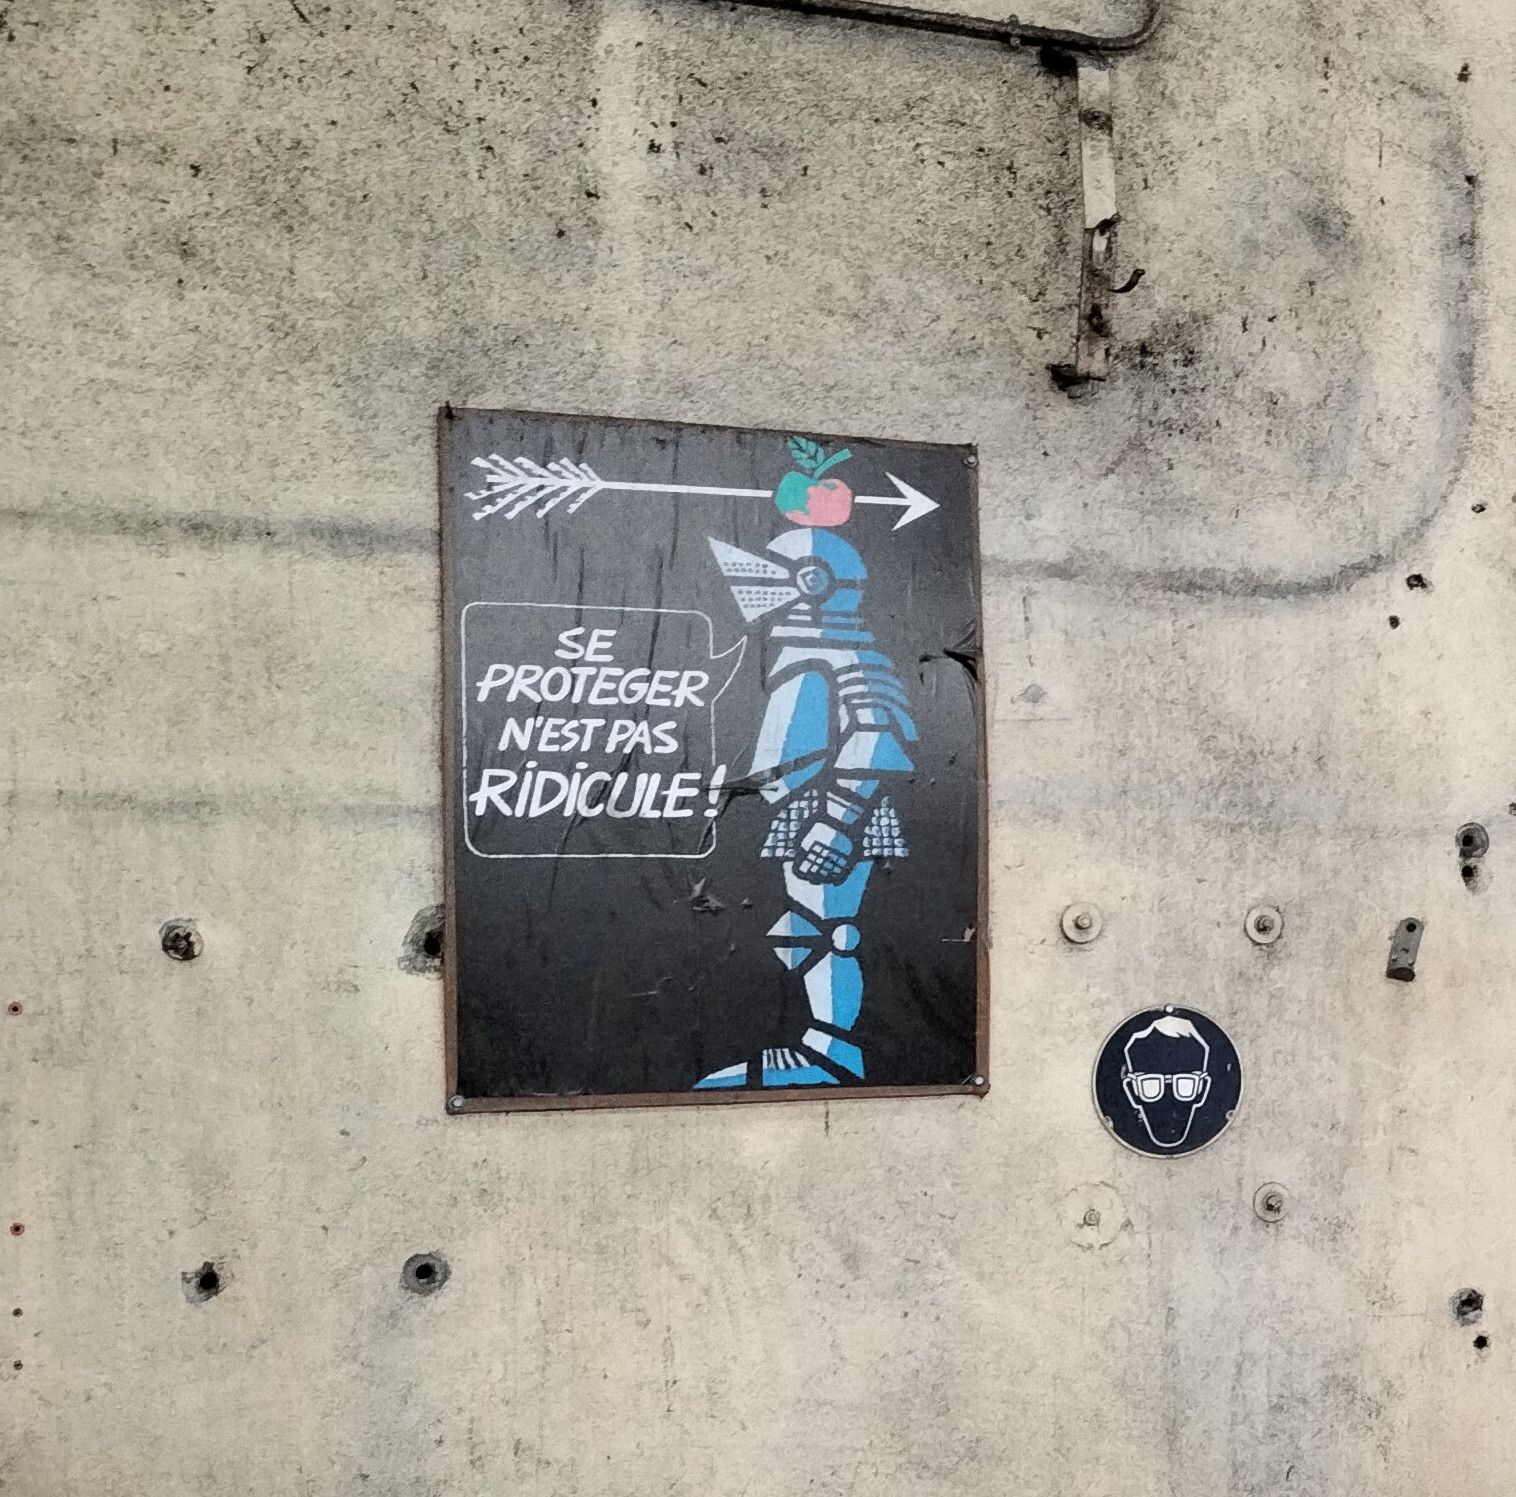 SE
PROTEGER
N'EST PAS
RiDiCULE!